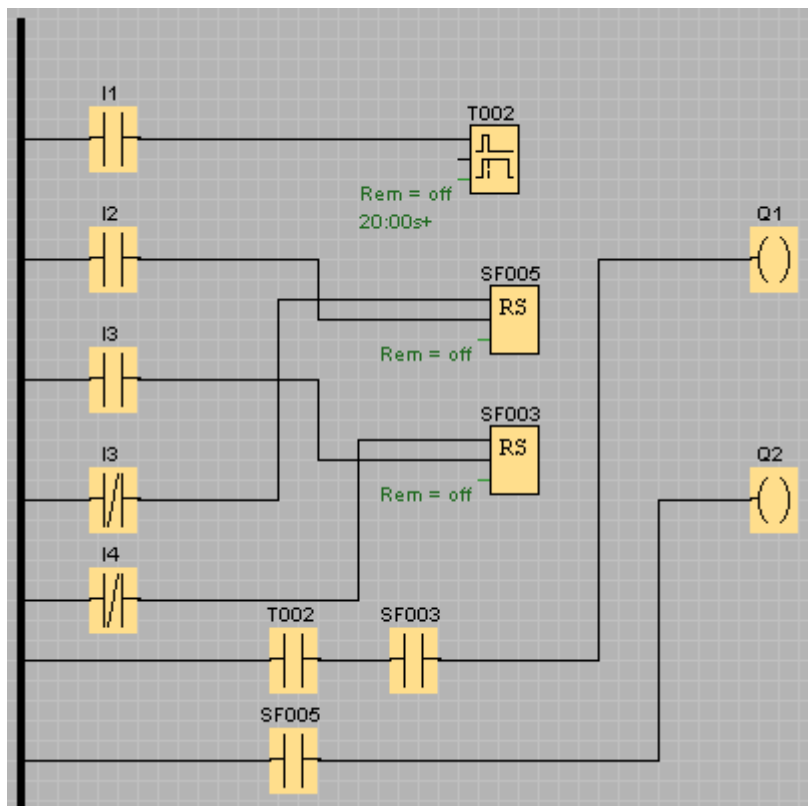 I1
T002
Rem = off
20:00s+
I2
Q1
SF005
RS
I3
Rem = off
SF003
RS
I3
Q2
Rem = off
I4
T002
SF003
SF005